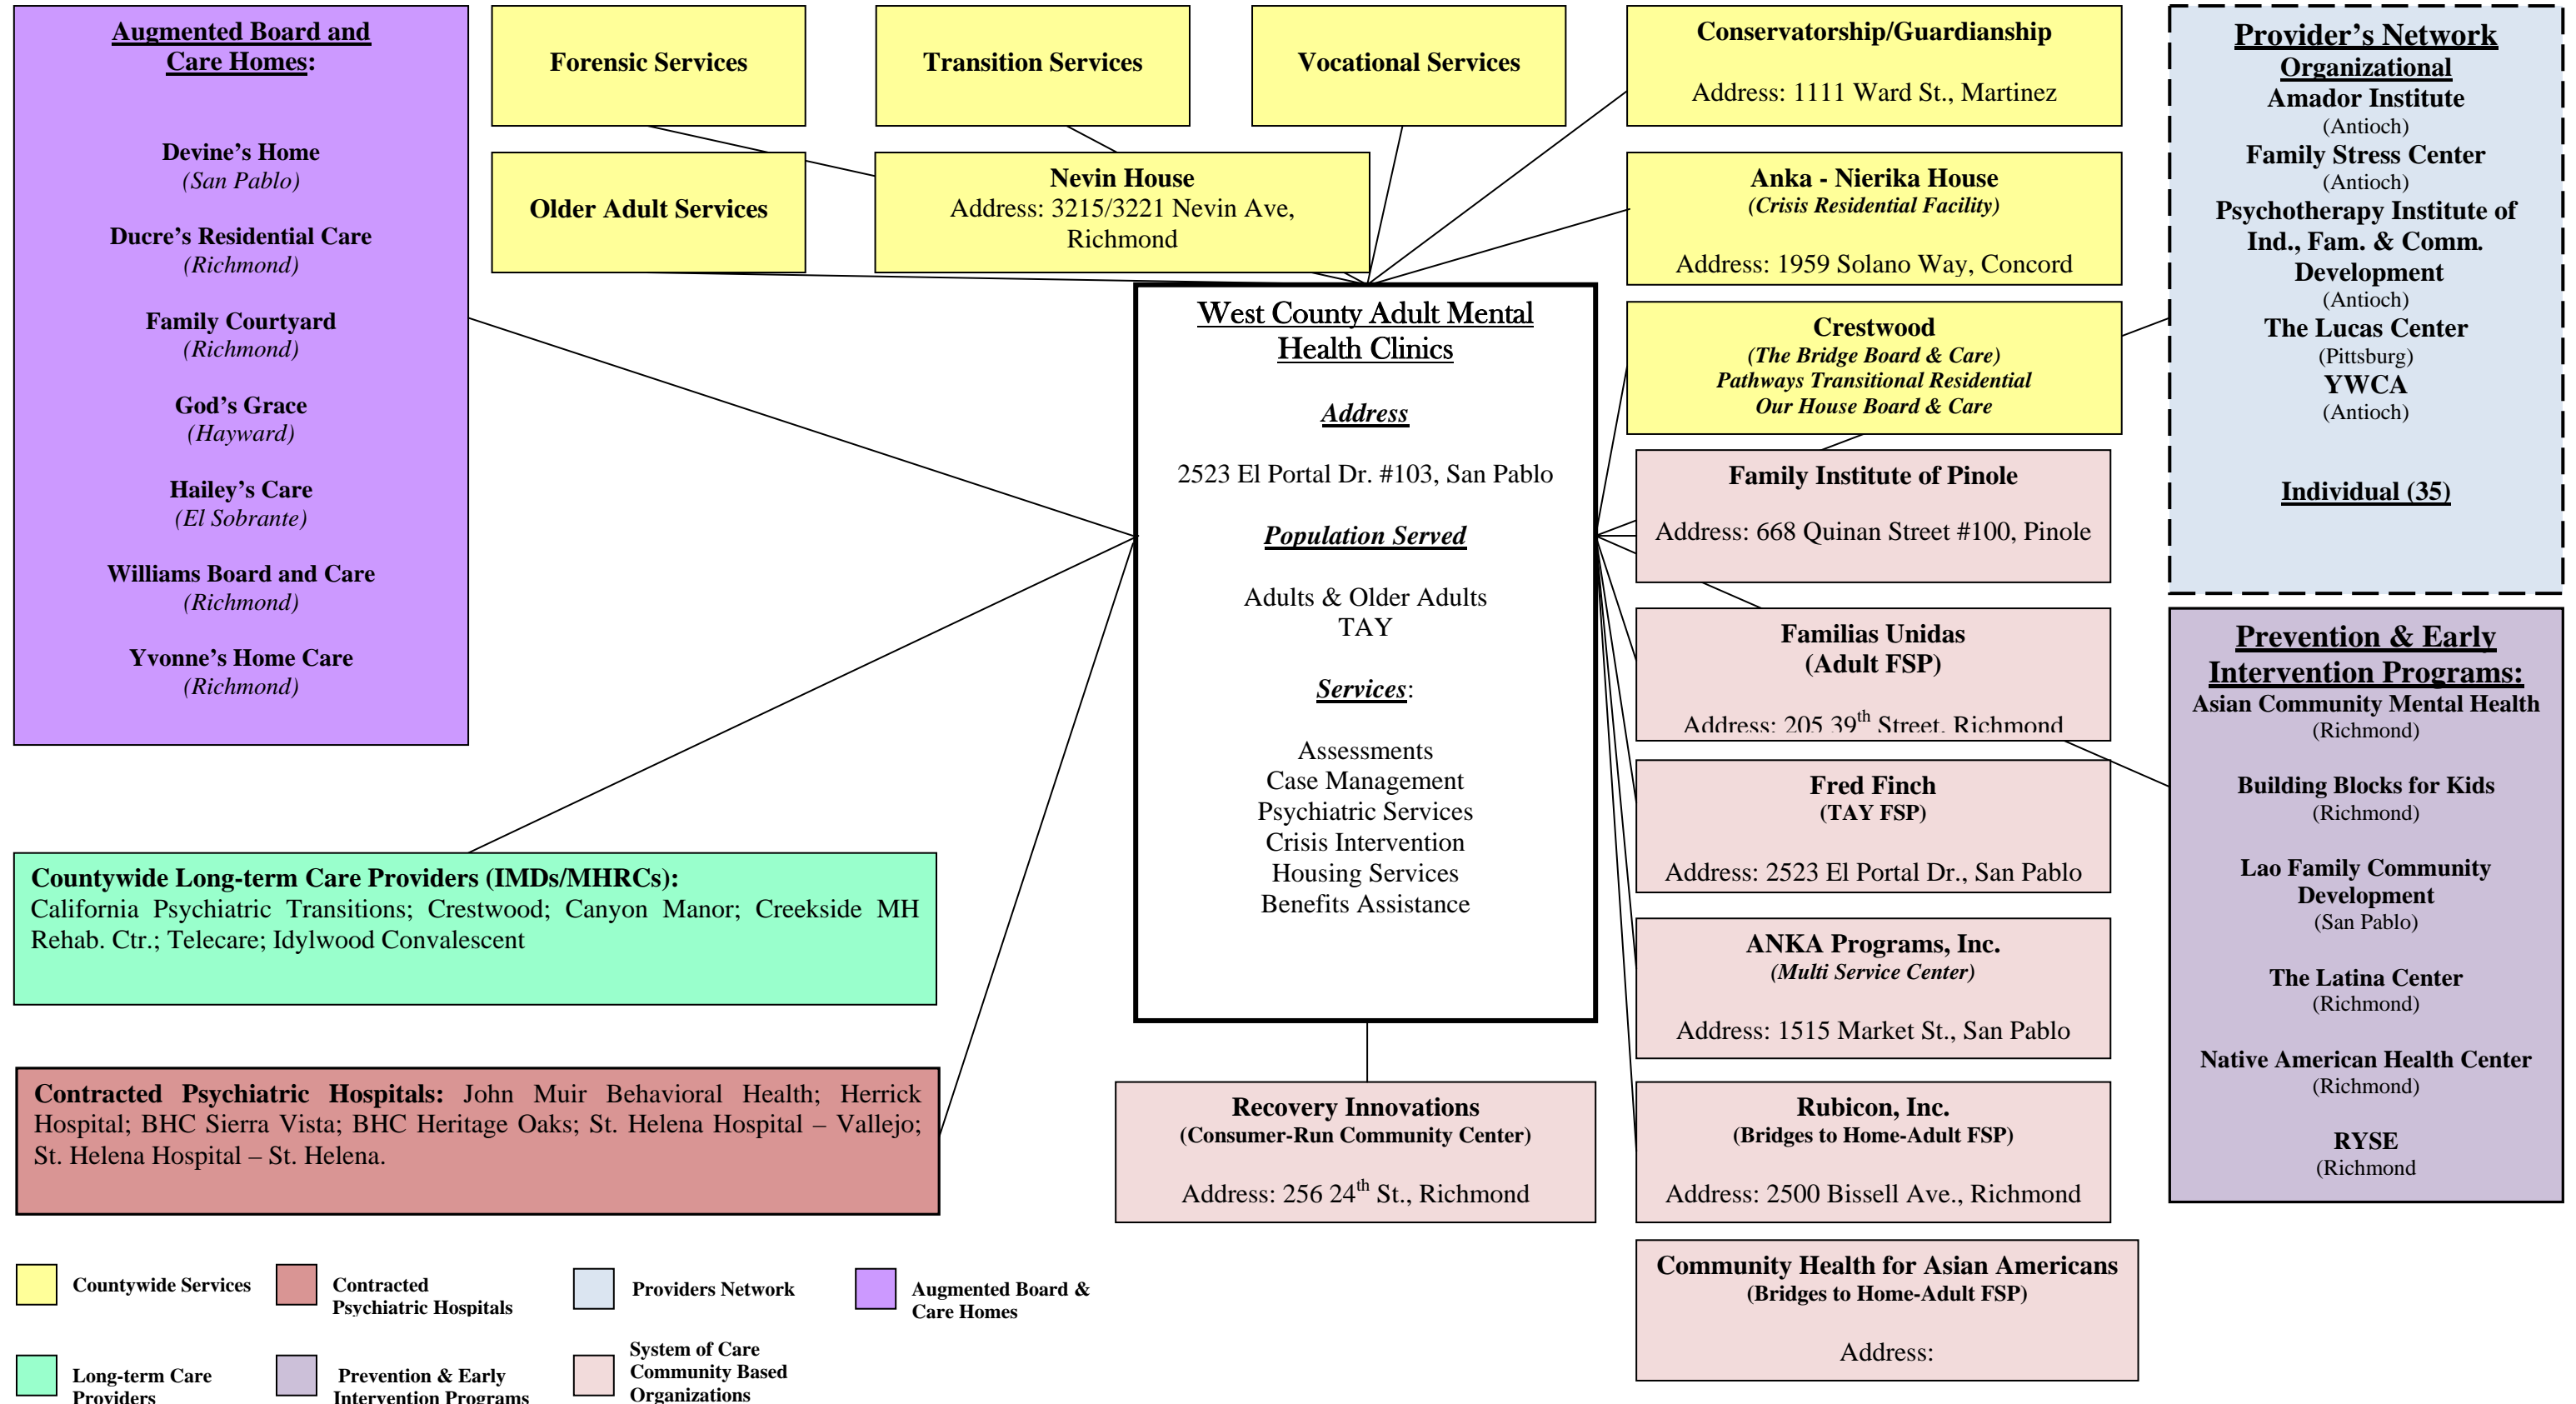 Augmented Board and
Care Homes:
Devine’s Home
(San Pablo)
Ducre’s Residential Care
(Richmond)
Family Courtyard
(Richmond)
God’s Grace
(Hayward)
Hailey’s Care
(El Sobrante)
Williams Board and Care
(Richmond)
Yvonne’s Home Care
(Richmond)
Forensic Services
Transition Services
Vocational Services
Conservatorship/Guardianship
Address: 1111 Ward St., Martinez
Older Adult Services
Nevin House
Address: 3215/3221 Nevin Ave,
Richmond
Anka - Nierika House
(Crisis Residential Facility)
Address: 1959 Solano Way, Concord
Crestwood
(The Bridge Board & Care)
Pathways Transitional Residential
Our House Board & Care
West County Adult Mental
Health Clinics
Address
2523 El Portal Dr. #103, San Pablo
Population Served
Adults & Older Adults
TAY
Services:
Assessments
Case Management
Psychiatric Services
Crisis Intervention
Housing Services
Benefits Assistance
Family Institute of Pinole
Address: 668 Quinan Street #100, Pinole
Familias Unidas
(Adult FSP)
Address: 205 39th Street, Richmond
Fred Finch
(TAY FSP)
Address: 2523 El Portal Dr., San Pablo
ANKA Programs, Inc.
(Multi Service Center)
Address: 1515 Market St., San Pablo
Recovery Innovations
(Consumer-Run Community Center)
Address: 256 24th St., Richmond
Rubicon, Inc.
(Bridges to Home-Adult FSP)
Address: 2500 Bissell Ave., Richmond
Community Health for Asian Americans
(Bridges to Home-Adult FSP)
Address:
Provider’s Network
Organizational
Amador Institute
(Antioch)
Family Stress Center
(Antioch)
Psychotherapy Institute of
Ind., Fam. & Comm.
Development
(Antioch)
The Lucas Center
(Pittsburg)
YWCA
(Antioch)
Individual (35)
Prevention & Early
Intervention Programs:
Asian Community Mental Health
(Richmond)
Building Blocks for Kids
(Richmond)
Lao Family Community
Development
(San Pablo)
The Latina Center
(Richmond)
Native American Health Center
(Richmond)
RYSE
(Richmond
Countywide Long-term Care Providers (IMDs/MHRCs):
California Psychiatric Transitions; Crestwood; Canyon Manor; Creekside MH
Rehab. Ctr.; Telecare; Idylwood Convalescent
Contracted Psychiatric Hospitals: John Muir Behavioral Health; Herrick
Hospital; BHC Sierra Vista; BHC Heritage Oaks; St. Helena Hospital – Vallejo;
St. Helena Hospital – St. Helena.
Countywide Services
Contracted
Psychiatric Hospitals
Providers Network
Augmented Board &
Care Homes
Long-term Care
Providers
Prevention & Early
Intervention Programs
System of Care
Community Based
Organizations